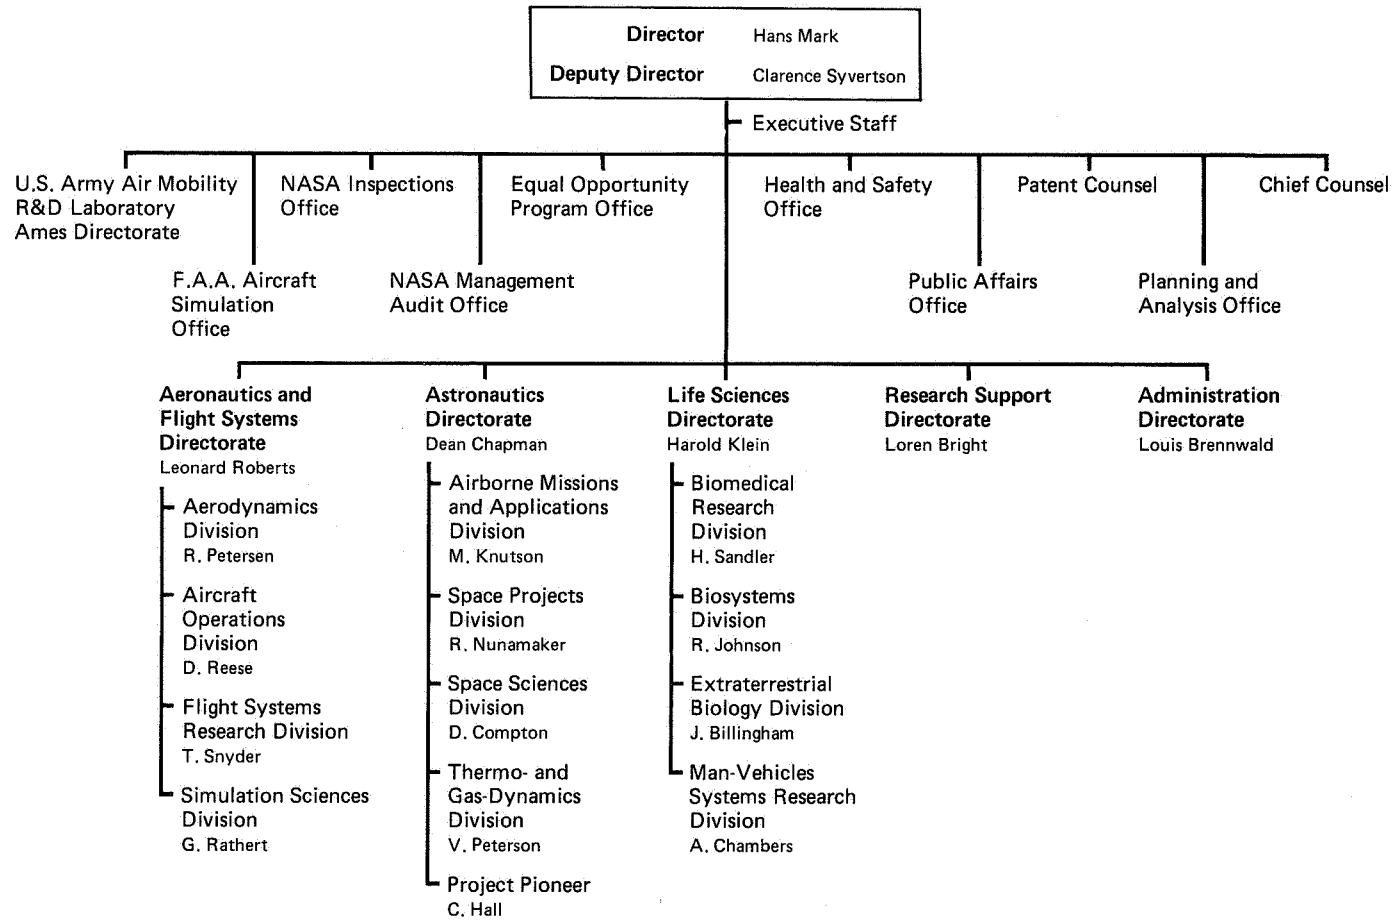 Director Hans Mark
Deputy Director Clarence Syvertson
Executive Staff
U.S. Army Air Mobility
R&D Laboratory
Ames Directorate
NASA Inspections
Office
Equal Opportunity
Program Office
Health and Safety
Office
Patent Counsel
Chief Counsel
F.A.A. Aircraft
Simulation
Office
NASA Management
Audit Office
Public Affairs
Office
Planning and
Analysis Office
Aeronautics and
Flight Systems
Directorate
Leonard Roberts
Aerodynamics
Division
R. Petersen
Aircraft
Operations
Division
D. Reese
Flight Systems
Research Division
T. Snyder
Simulation Sciences
Division
G. Rathert
Astronautics
Directorate
Dean Chapman
Airborne Missions
and Applications
Division
M. Knutson
Space Projects
Division
R. Nunamaker
Space Sciences
Division
D. Compton
Thermo- and
Gas-Dynamics
Division
V. Peterson
Project Pioneer
C. Hall
Life Sciences
Directorate
Harold Klein
Biomedical
Research
Division
H. Sandler
Biosystems
Division
R. Johnson
Extraterrestrial
Biology Division
J. Billingham
Man-Vehicles
Systems Research
Division
A. Chambers
Research Support
Directorate
Loren Bright
Administration
Directorate
Louis Brennwald